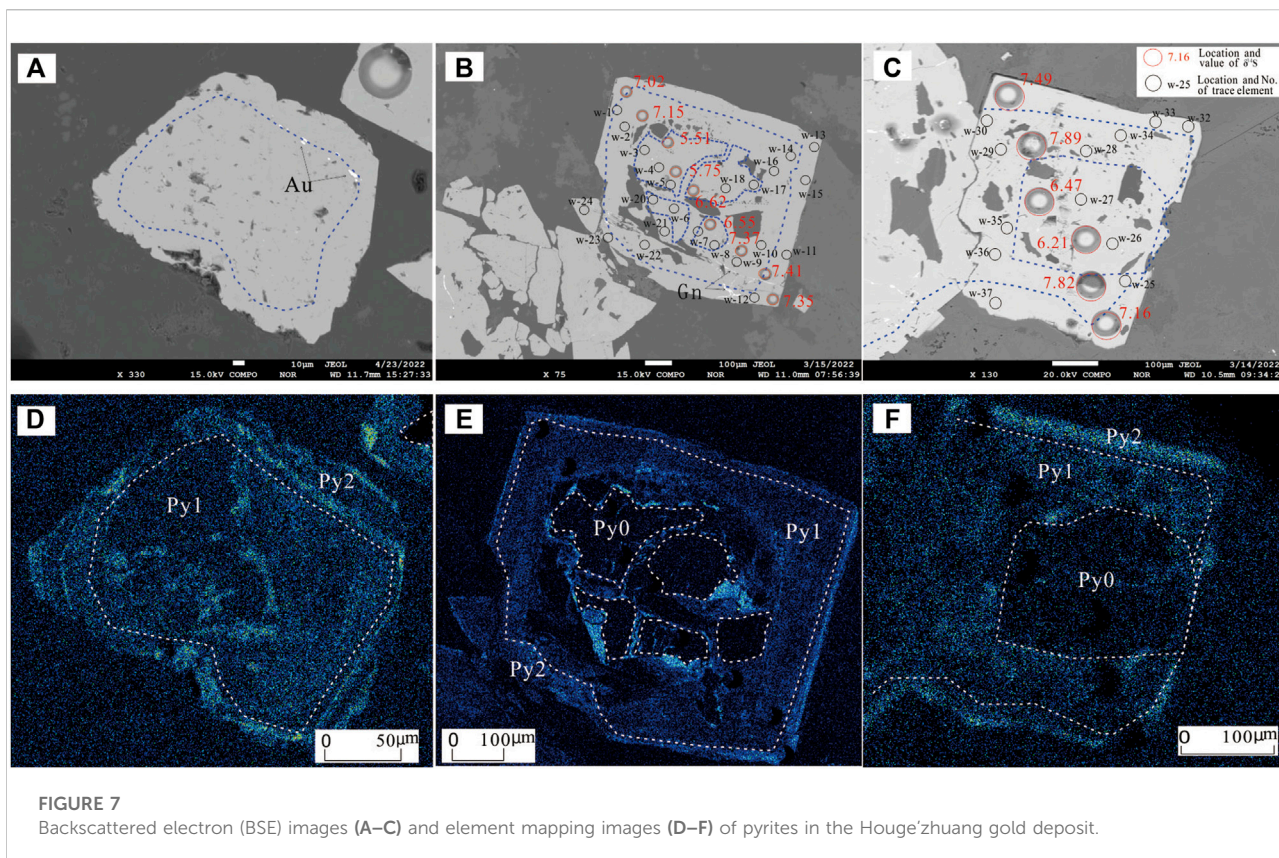 A
Au
10μm JEOL 4/23/2022
X 330 15.0kV COMPO NOR WD 11.7mm 15:27:33
B
7.02
w-1
7.15
w-2
5.51
w-13
w-3
w-14
w-16
5.75
w-4
w-18
w-15
w-5
w-17
w-24
w-20
6.62
w-6
w-21
6.55
w-23
w-7
7.37
w-22
w-8
w-10
w-11
w-9
7.41
Gn
w-12
7.35
100μm JEOL 3/15/2022
X 75 15.0kV COMPO NOR WD 11.0mm 07:56:39
C
7.16 Location and
value of δ³⁴S
w-25 Location and No.
of trace element
7.49
w-33
w-32
w-30
w-34
7.89
w-29
w-28
6.47
w-27
w-35
6.21
w-26
w-36
7.82
w-25
w-37
7.16
100μm JEOL 3/14/2022
X 130 20.0kV COMPO NOR WD 10.5mm 09:34:2
D
Py2
Py1
0 50μm
E
Py0
Py1
Py2
0 100μm
F
Py2
Py1
Py0
0 100μm
FIGURE 7
Backscattered electron (BSE) images (A–C) and element mapping images (D–F) of pyrites in the Houge’zhuang gold deposit.